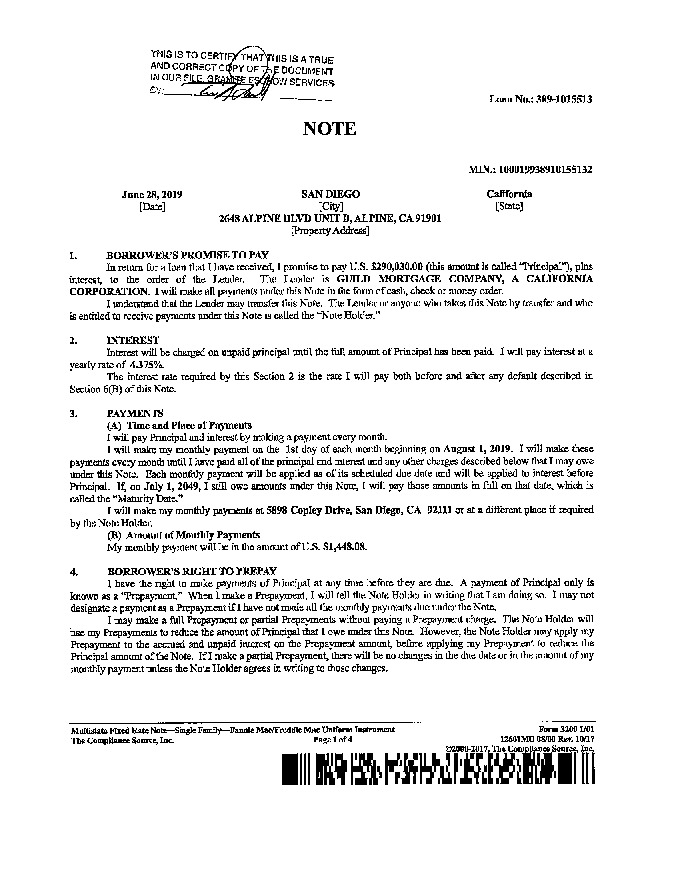 THIS IS TO CERTIFY THAT THIS IS A TRUE
AND CORRECT COPY OF THE DOCUMENT
IN OUR FILE. GRANITE ESCROW SERVICES
BY:
Loan No.: 389-1015513
NOTE
MIN.: 100019938910155132
June 28, 2019 SAN DIEGO California
[Date] [City] [State]
2648 ALPINE BLVD UNIT B, ALPINE, CA 91901
[Property Address]
1. BORROWER'S PROMISE TO PAY
In return for a loan that I have received, I promise to pay U.S. $290,030.00 (this amount is called "Principal"), plus
interest, to the order of the Lender. The Lender is GUILD MORTGAGE COMPANY, A CALIFORNIA
CORPORATION. I will make all payments under this Note in the form of cash, check or money order.
I understand that the Lender may transfer this Note. The Lender or anyone who takes this Note by transfer and who
is entitled to receive payments under this Note is called the "Note Holder."
2. INTEREST
Interest will be charged on unpaid principal until the full amount of Principal has been paid. I will pay interest at a
yearly rate of 4.375%.
The interest rate required by this Section 2 is the rate I will pay both before and after any default described in
Section 6(B) of this Note.
3. PAYMENTS
(A) Time and Place of Payments
I will pay Principal and interest by making a payment every month.
I will make my monthly payment on the 1st day of each month beginning on August 1, 2019. I will make these
payments every month until I have paid all of the principal and interest and any other charges described below that I may owe
under this Note. Each monthly payment will be applied as of its scheduled due date and will be applied to interest before
Principal. If, on July 1, 2049, I still owe amounts under this Note, I will pay those amounts in full on that date, which is
called the "Maturity Date."
I will make my monthly payments at 5898 Copley Drive, San Diego, CA 92111 or at a different place if required
by the Note Holder.
(B) Amount of Monthly Payments
My monthly payment will be in the amount of U.S. $1,448.08.
4. BORROWER'S RIGHT TO PREPAY
I have the right to make payments of Principal at any time before they are due. A payment of Principal only is
known as a "Prepayment." When I make a Prepayment, I will tell the Note Holder in writing that I am doing so. I may not
designate a payment as a Prepayment if I have not made all the monthly payments due under the Note.
I may make a full Prepayment or partial Prepayments without paying a Prepayment charge. The Note Holder will
use my Prepayments to reduce the amount of Principal that I owe under this Note. However, the Note Holder may apply my
Prepayment to the accrued and unpaid interest on the Prepayment amount, before applying my Prepayment to reduce the
Principal amount of the Note. If I make a partial Prepayment, there will be no changes in the due date or in the amount of my
monthly payment unless the Note Holder agrees in writing to those changes.
Multistate Fixed Rate Note—Single Family—Fannie Mae/Freddie Mac Uniform Instrument Form 3200 1/01
The Compliance Source, Inc. Page 1 of 4 12601MU 08/00 Rev. 10/17
©2000-2017, The Compliance Source, Inc.